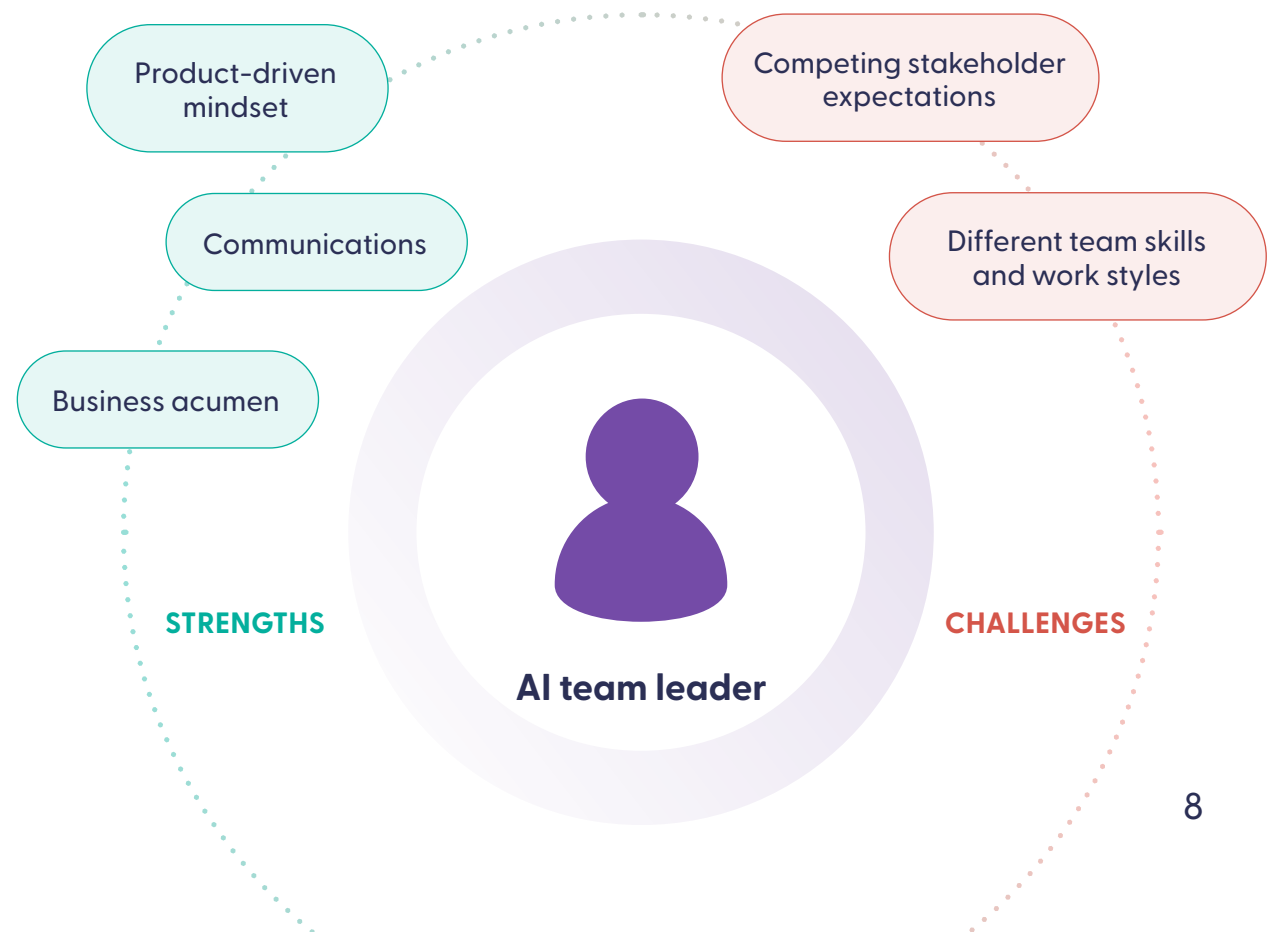 Product-driven
mindset
Communications
Business acumen
STRENGTHS
Competing stakeholder
expectations
Different team skills
and work styles
CHALLENGES
AI team leader
8